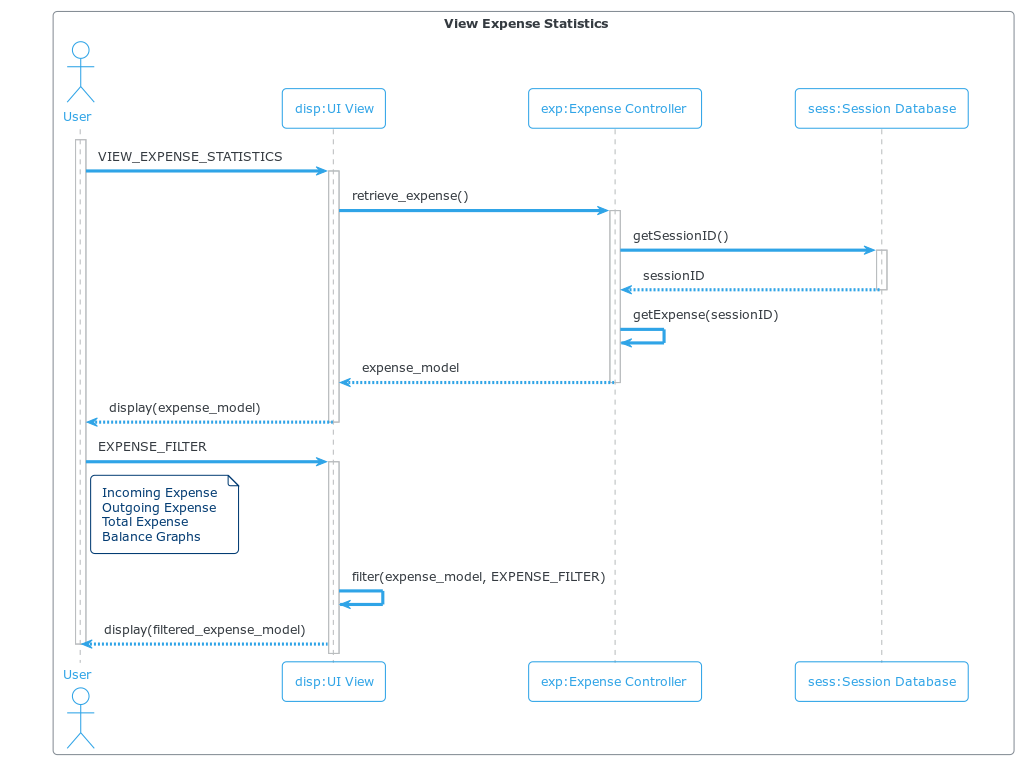 View Expense Statistics
User
disp:UI View
exp:Expense Controller
sess:Session Database
VIEW_EXPENSE_STATISTICS
retrieve_expense()
getSessionID()
sessionID
getExpense(sessionID)
expense_model
display(expense_model)
EXPENSE_FILTER
Incoming Expense
Outgoing Expense
Total Expense
Balance Graphs
filter(expense_model, EXPENSE_FILTER)
display(filtered_expense_model)
User
disp:UI View
exp:Expense Controller
sess:Session Database